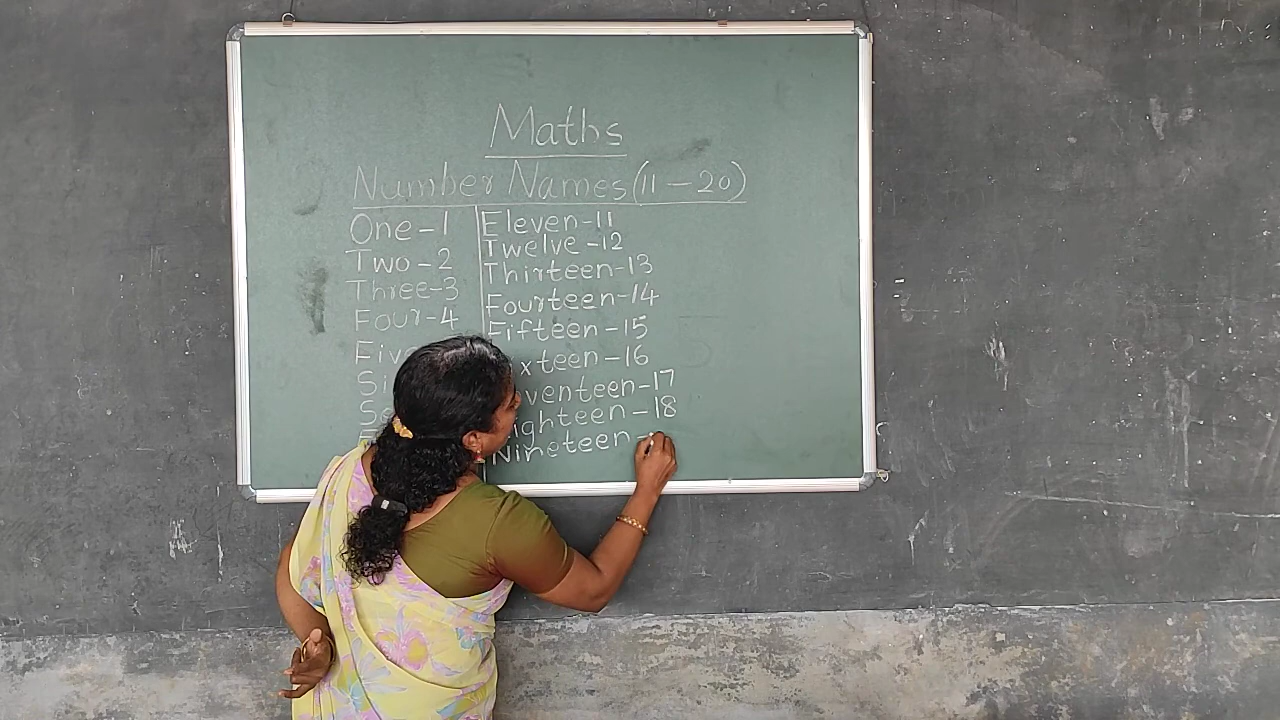 Maths
Number Names (11 - 20)
One - 1
Two - 2
Three - 3
Four - 4
Five
Si
Se
Eleven - 11
Twelve - 12
Thirteen - 13
Fourteen - 14
Fifteen - 15
xteen - 16
venteen - 17
ighteen - 18
Nineteen -